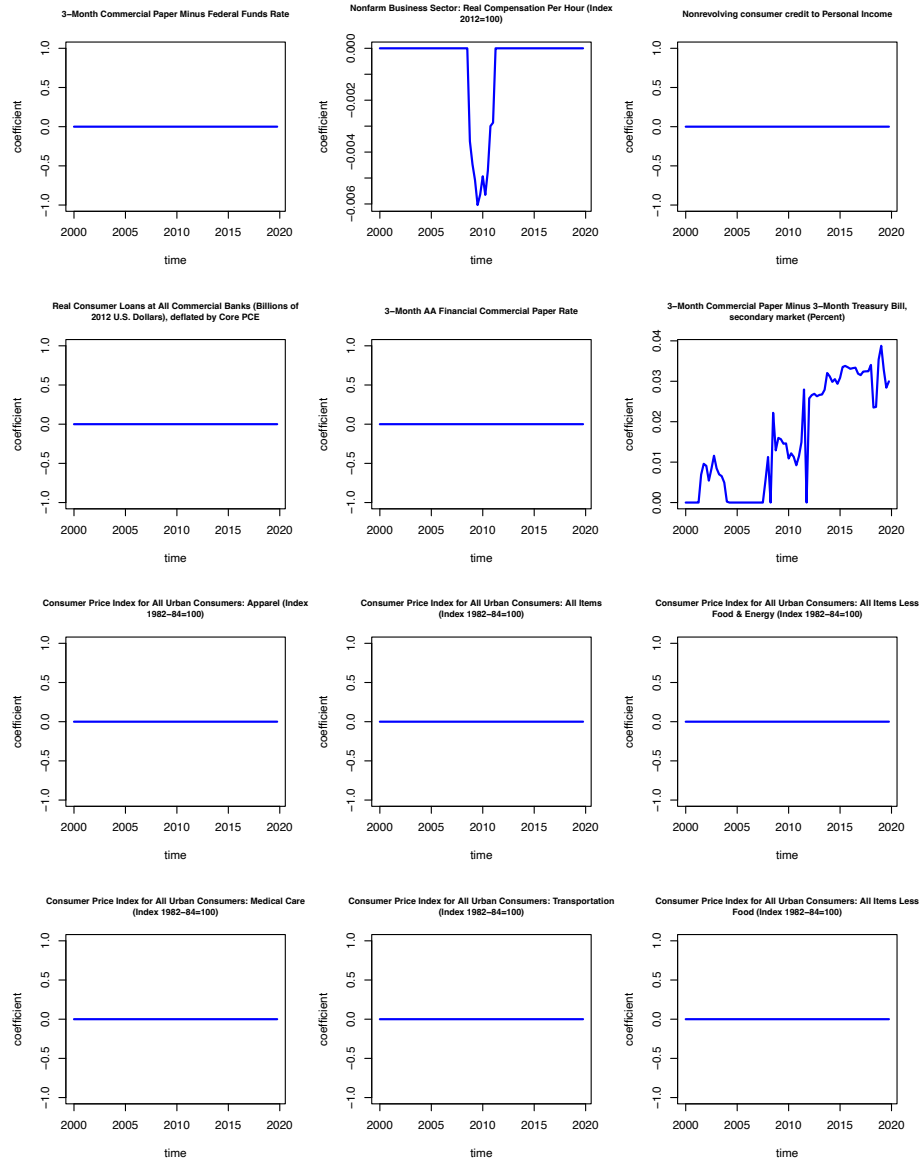 3−Month Commercial Paper Minus Federal Funds Rate
coefficient
1.0
0.5
0.0
−0.5
−1.0
2000 2005 2010 2015 2020
time
Nonfarm Business Sector: Real Compensation Per Hour (Index
2012=100)
coefficient
0.000
−0.002
−0.004
−0.006
2000 2005 2010 2015 2020
time
Nonrevolving consumer credit to Personal Income
coefficient
1.0
0.5
0.0
−0.5
−1.0
2000 2005 2010 2015 2020
time
Real Consumer Loans at All Commercial Banks (Billions of
2012 U.S. Dollars), deflated by Core PCE
coefficient
1.0
0.5
0.0
−0.5
−1.0
2000 2005 2010 2015 2020
time
3−Month AA Financial Commercial Paper Rate
coefficient
1.0
0.5
0.0
−0.5
−1.0
2000 2005 2010 2015 2020
time
3−Month Commercial Paper Minus 3−Month Treasury Bill,
secondary market (Percent)
coefficient
0.04
0.03
0.02
0.01
0.00
2000 2005 2010 2015 2020
time
Consumer Price Index for All Urban Consumers: Apparel (Index
1982−84=100)
coefficient
1.0
0.5
0.0
−0.5
−1.0
2000 2005 2010 2015 2020
time
Consumer Price Index for All Urban Consumers: All Items
(Index 1982−84=100)
coefficient
1.0
0.5
0.0
−0.5
−1.0
2000 2005 2010 2015 2020
time
Consumer Price Index for All Urban Consumers: All Items Less
Food & Energy (Index 1982−84=100)
coefficient
1.0
0.5
0.0
−0.5
−1.0
2000 2005 2010 2015 2020
time
Consumer Price Index for All Urban Consumers: Medical Care
(Index 1982−84=100)
coefficient
1.0
0.5
0.0
−0.5
−1.0
2000 2005 2010 2015 2020
time
Consumer Price Index for All Urban Consumers: Transportation
(Index 1982−84=100)
coefficient
1.0
0.5
0.0
−0.5
−1.0
2000 2005 2010 2015 2020
time
Consumer Price Index for All Urban Consumers: All Items Less
Food (Index 1982−84=100)
coefficient
1.0
0.5
0.0
−0.5
−1.0
2000 2005 2010 2015 2020
time